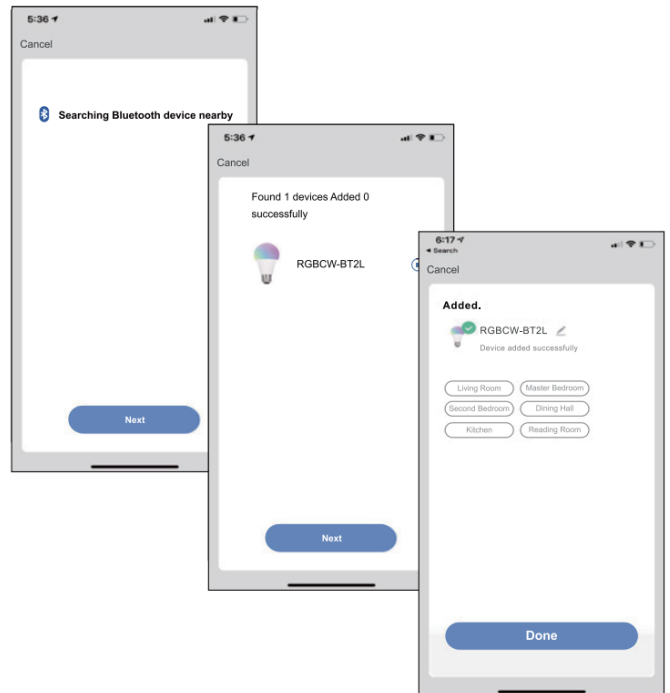 5:36
Cancel
Searching Bluetooth device nearby
Next
5:36
Cancel
Found 1 devices Added 0
successfully
RGBCW-BT2L
Next
6:17
Search
Cancel
Added.
RGBCW-BT2L
Device added successfully
Living Room
Master Bedroom
Second Bedroom
Dining Hall
Kitchen
Reading Room
Done